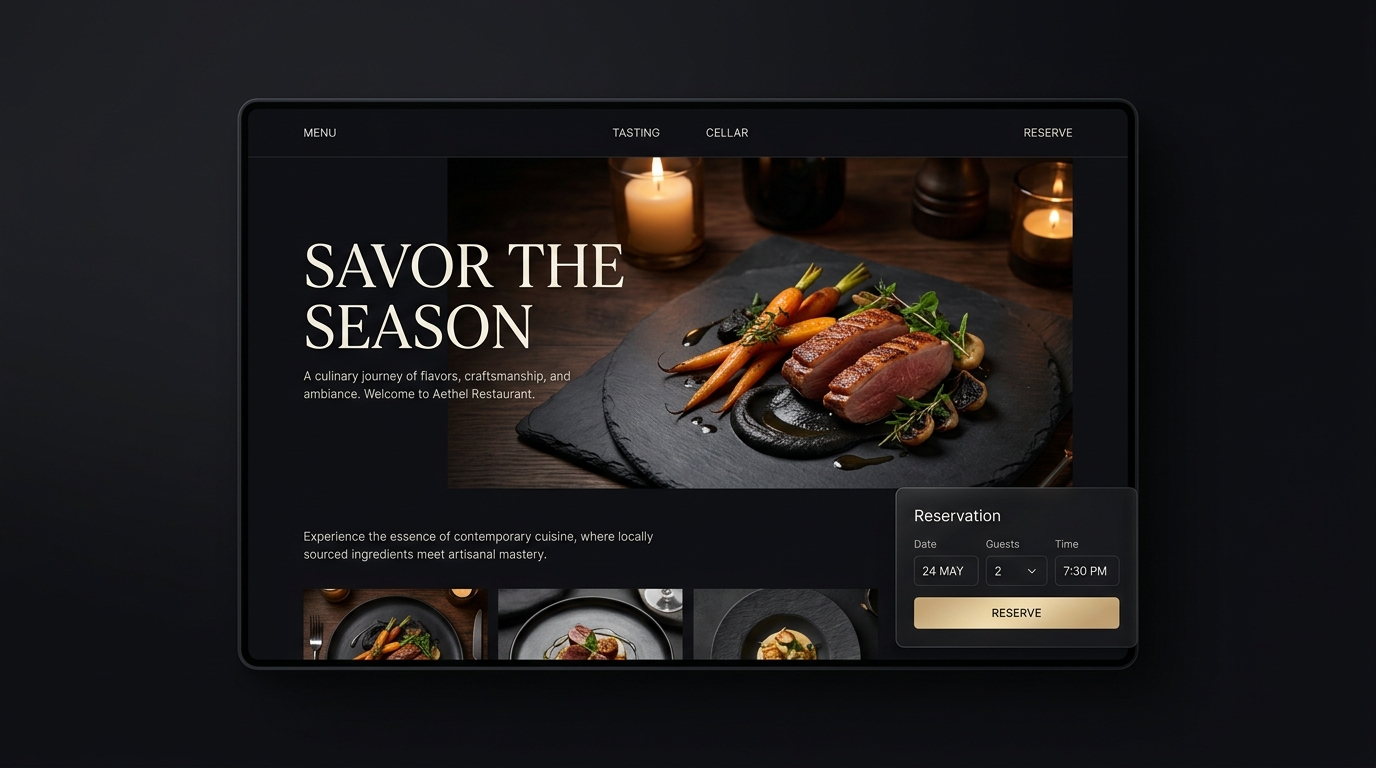 MENU
TASTING
CELLAR
RESERVE
SAVOR THE
SEASON
A culinary journey of flavors, craftsmanship, and
ambiance. Welcome to Aethel Restaurant.
Experience the essence of contemporary cuisine, where locally
sourced ingredients meet artisanal mastery.
Reservation
Date
Guests
Time
24 MAY
2
7:30 PM
RESERVE